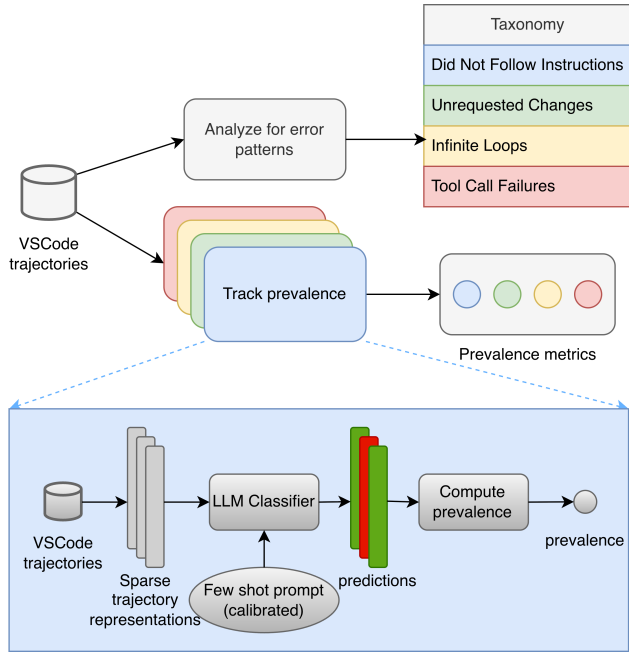 Taxonomy
Did Not Follow Instructions
Unrequested Changes
Infinite Loops
Tool Call Failures
Analyze for error
patterns
VSCode
trajectories
Track prevalence
Prevalence metrics
LLM Classifier
Compute
prevalence
VSCode
trajectories
prevalence
Sparse
trajectory
representations
Few shot prompt
(calibrated)
predictions